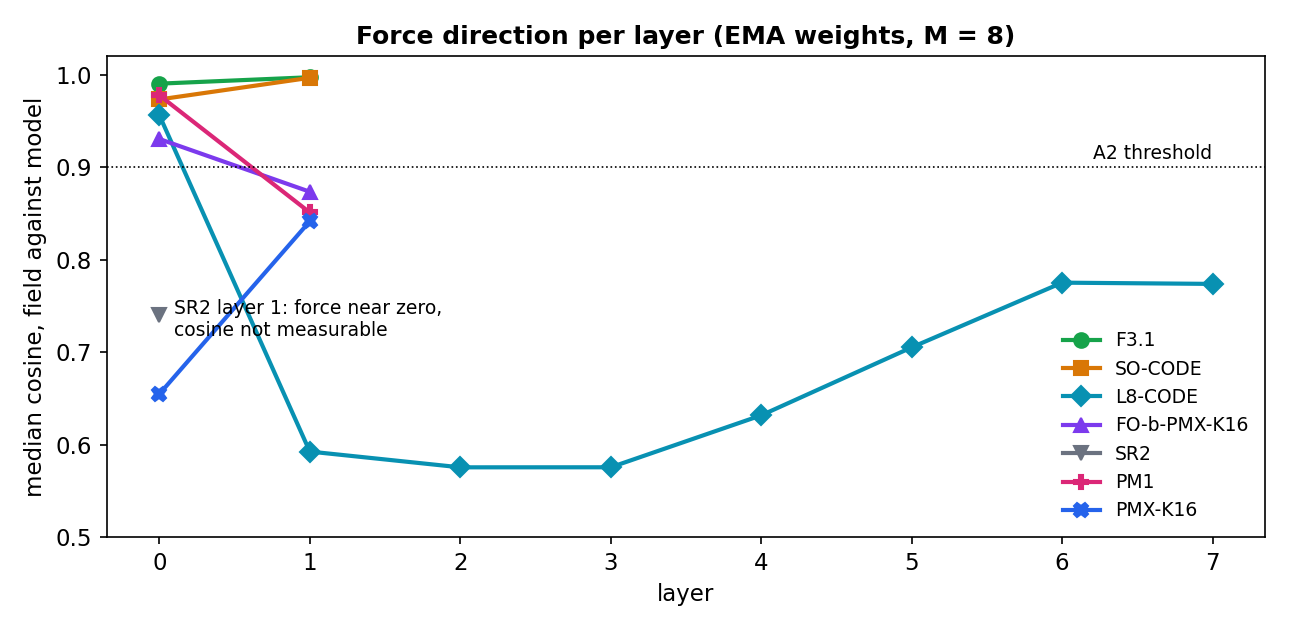 Force direction per layer (EMA weights, M = 8)
median cosine, field against model
1.0
0.9
0.8
0.7
0.6
0.5
A2 threshold
SR2 layer 1: force near zero,
cosine not measurable
F3.1
SO-CODE
L8-CODE
FO-b-PMX-K16
SR2
PM1
PMX-K16
0 1 2 3 4 5 6 7
layer